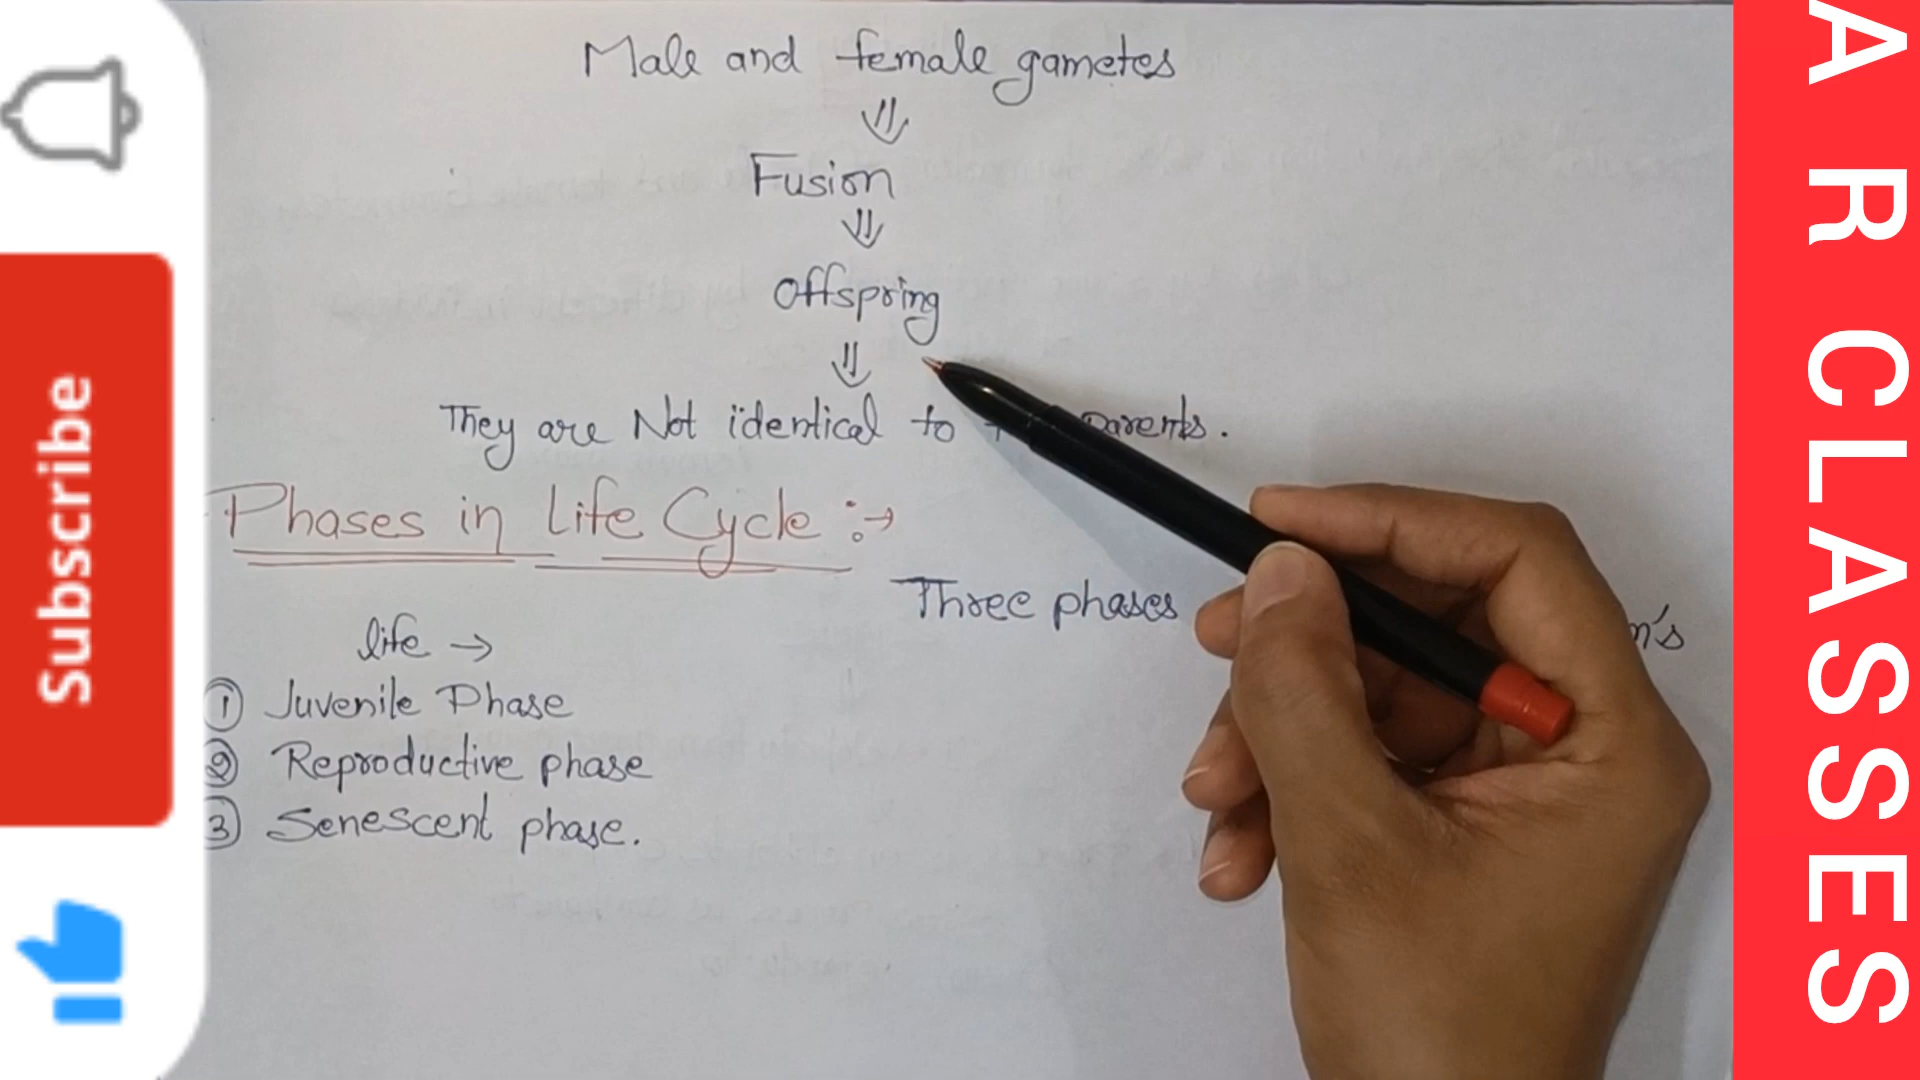 Male and female gametes
Fusion
Offspring
They are Not identical to parents.
Phases in Life Cycle :→
Three phases
life →
① Juvenile Phase
② Reproductive phase
③ Senescent phase.
Subscribe
A R CLASSES